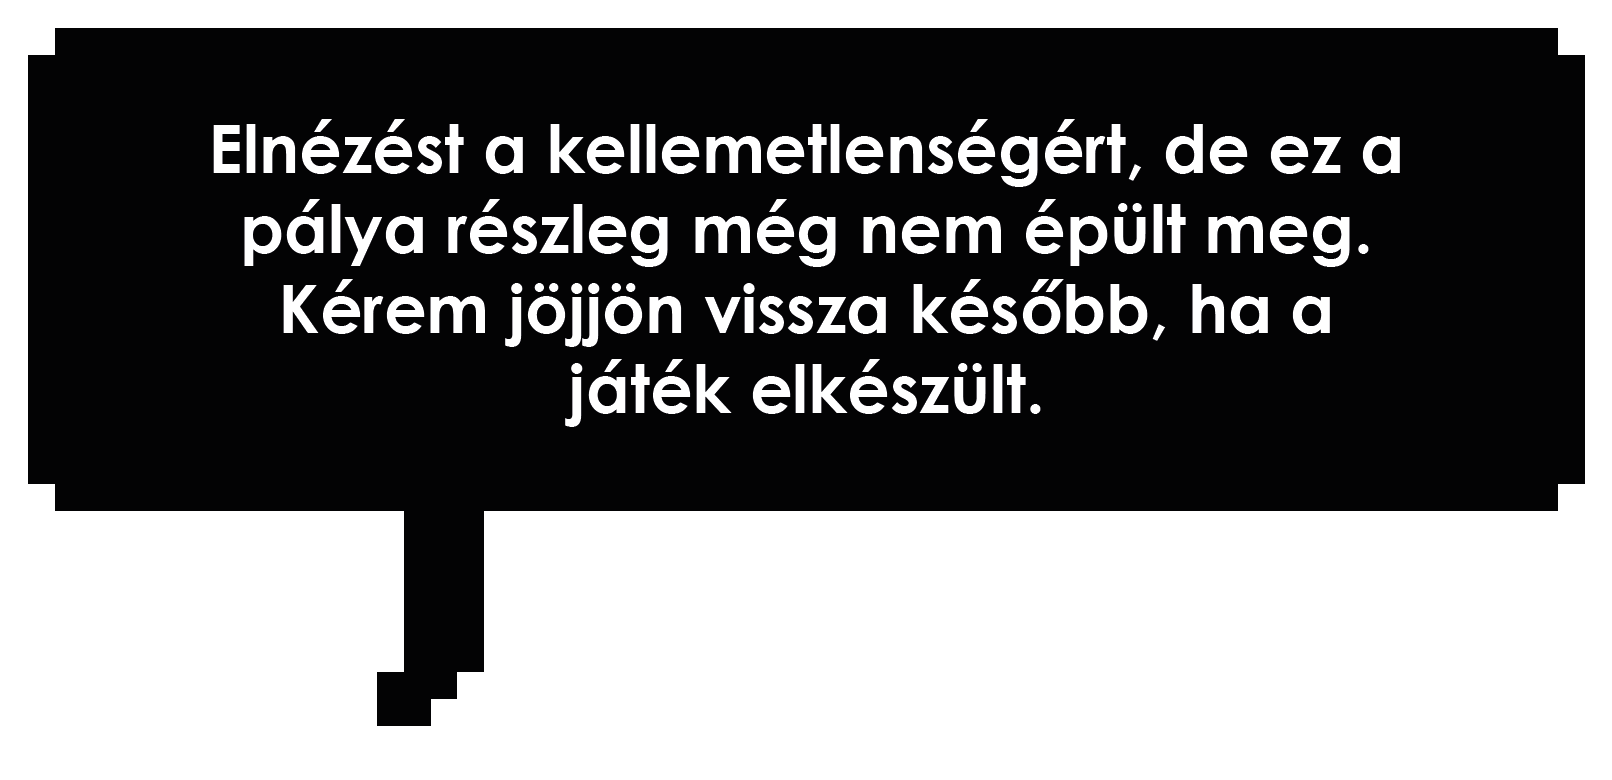 Elnézést a kellemetlenségért, de ez a
pálya részleg még nem épült meg.
Kérem jöjjön vissza később, ha a
játék elkészült.